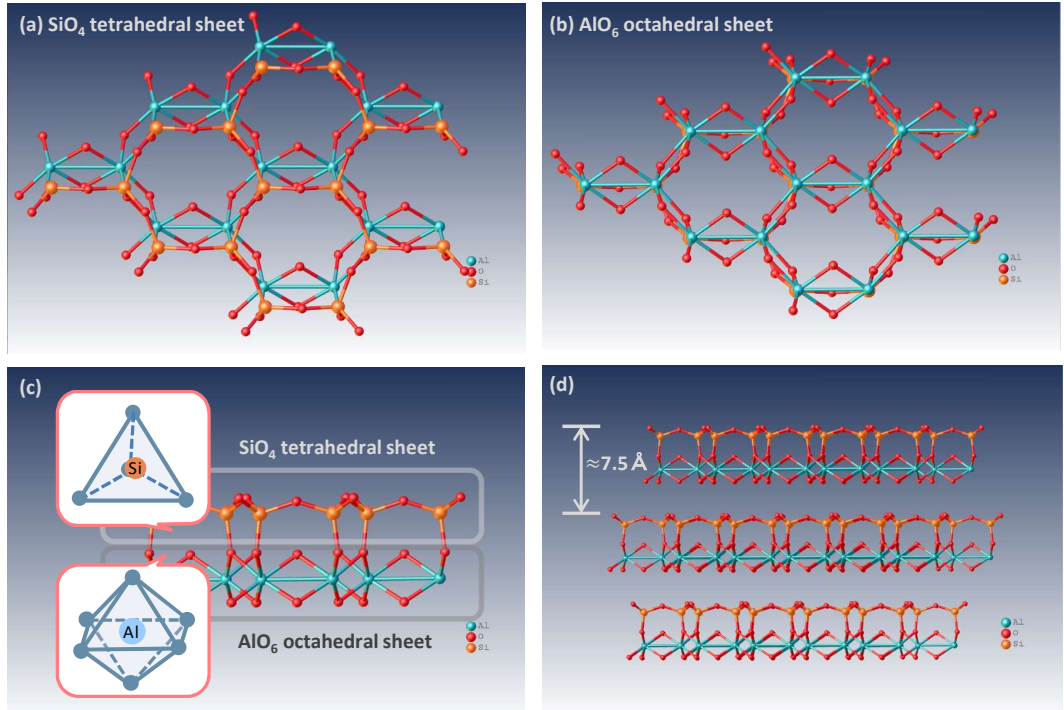 (a) SiO₄ tetrahedral sheet
Al
O
Si
(b) AlO₆ octahedral sheet
Al
O
Si
(c)
SiO₄ tetrahedral sheet
Si
Al
AlO₆ octahedral sheet
Al
O
Si
(d)
≈7.5 Å
Al
O
Si